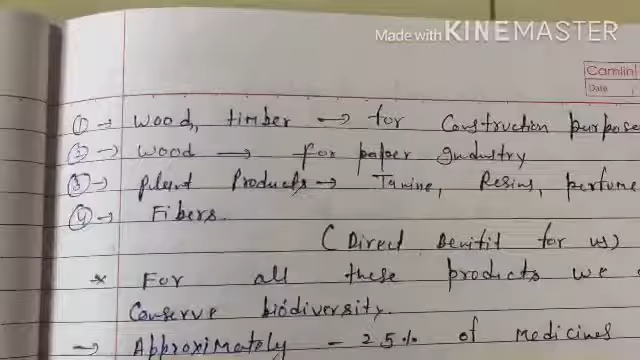 Made with KINEMASTER
Camlin
Date
① → Wood, timber → for Construction purpose
② → Wood → For paper industry
③ → Plant Products → Tanine, Resins, perfume
④ → Fibers.
(Direct Benifit for us)
* For all these products we
Conserve biodiversity.
→ Approximately - 25% of medicines